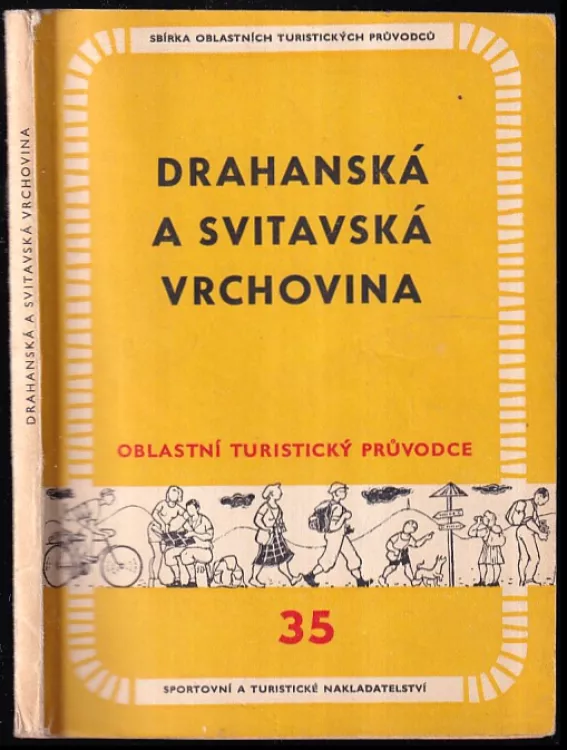 SBÍRKA OBLASTNÍCH TURISTICKÝCH PRŮVODCŮ
DRAHANSKÁ
A SVITAVSKÁ
VRCHOVINA
OBLASTNÍ TURISTICKÝ PRŮVODCE
35
SPORTOVNÍ A TURISTICKÉ NAKLADATELSTVÍ
DRAHANSKÁ A SVITAVSKÁ VRCHOVINA